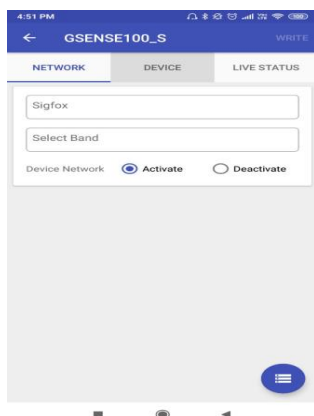 4:51 PM
GSENSE100_S WRITE
NETWORK DEVICE LIVE STATUS
Sigfox
Select Band
Device Network Activate Deactivate